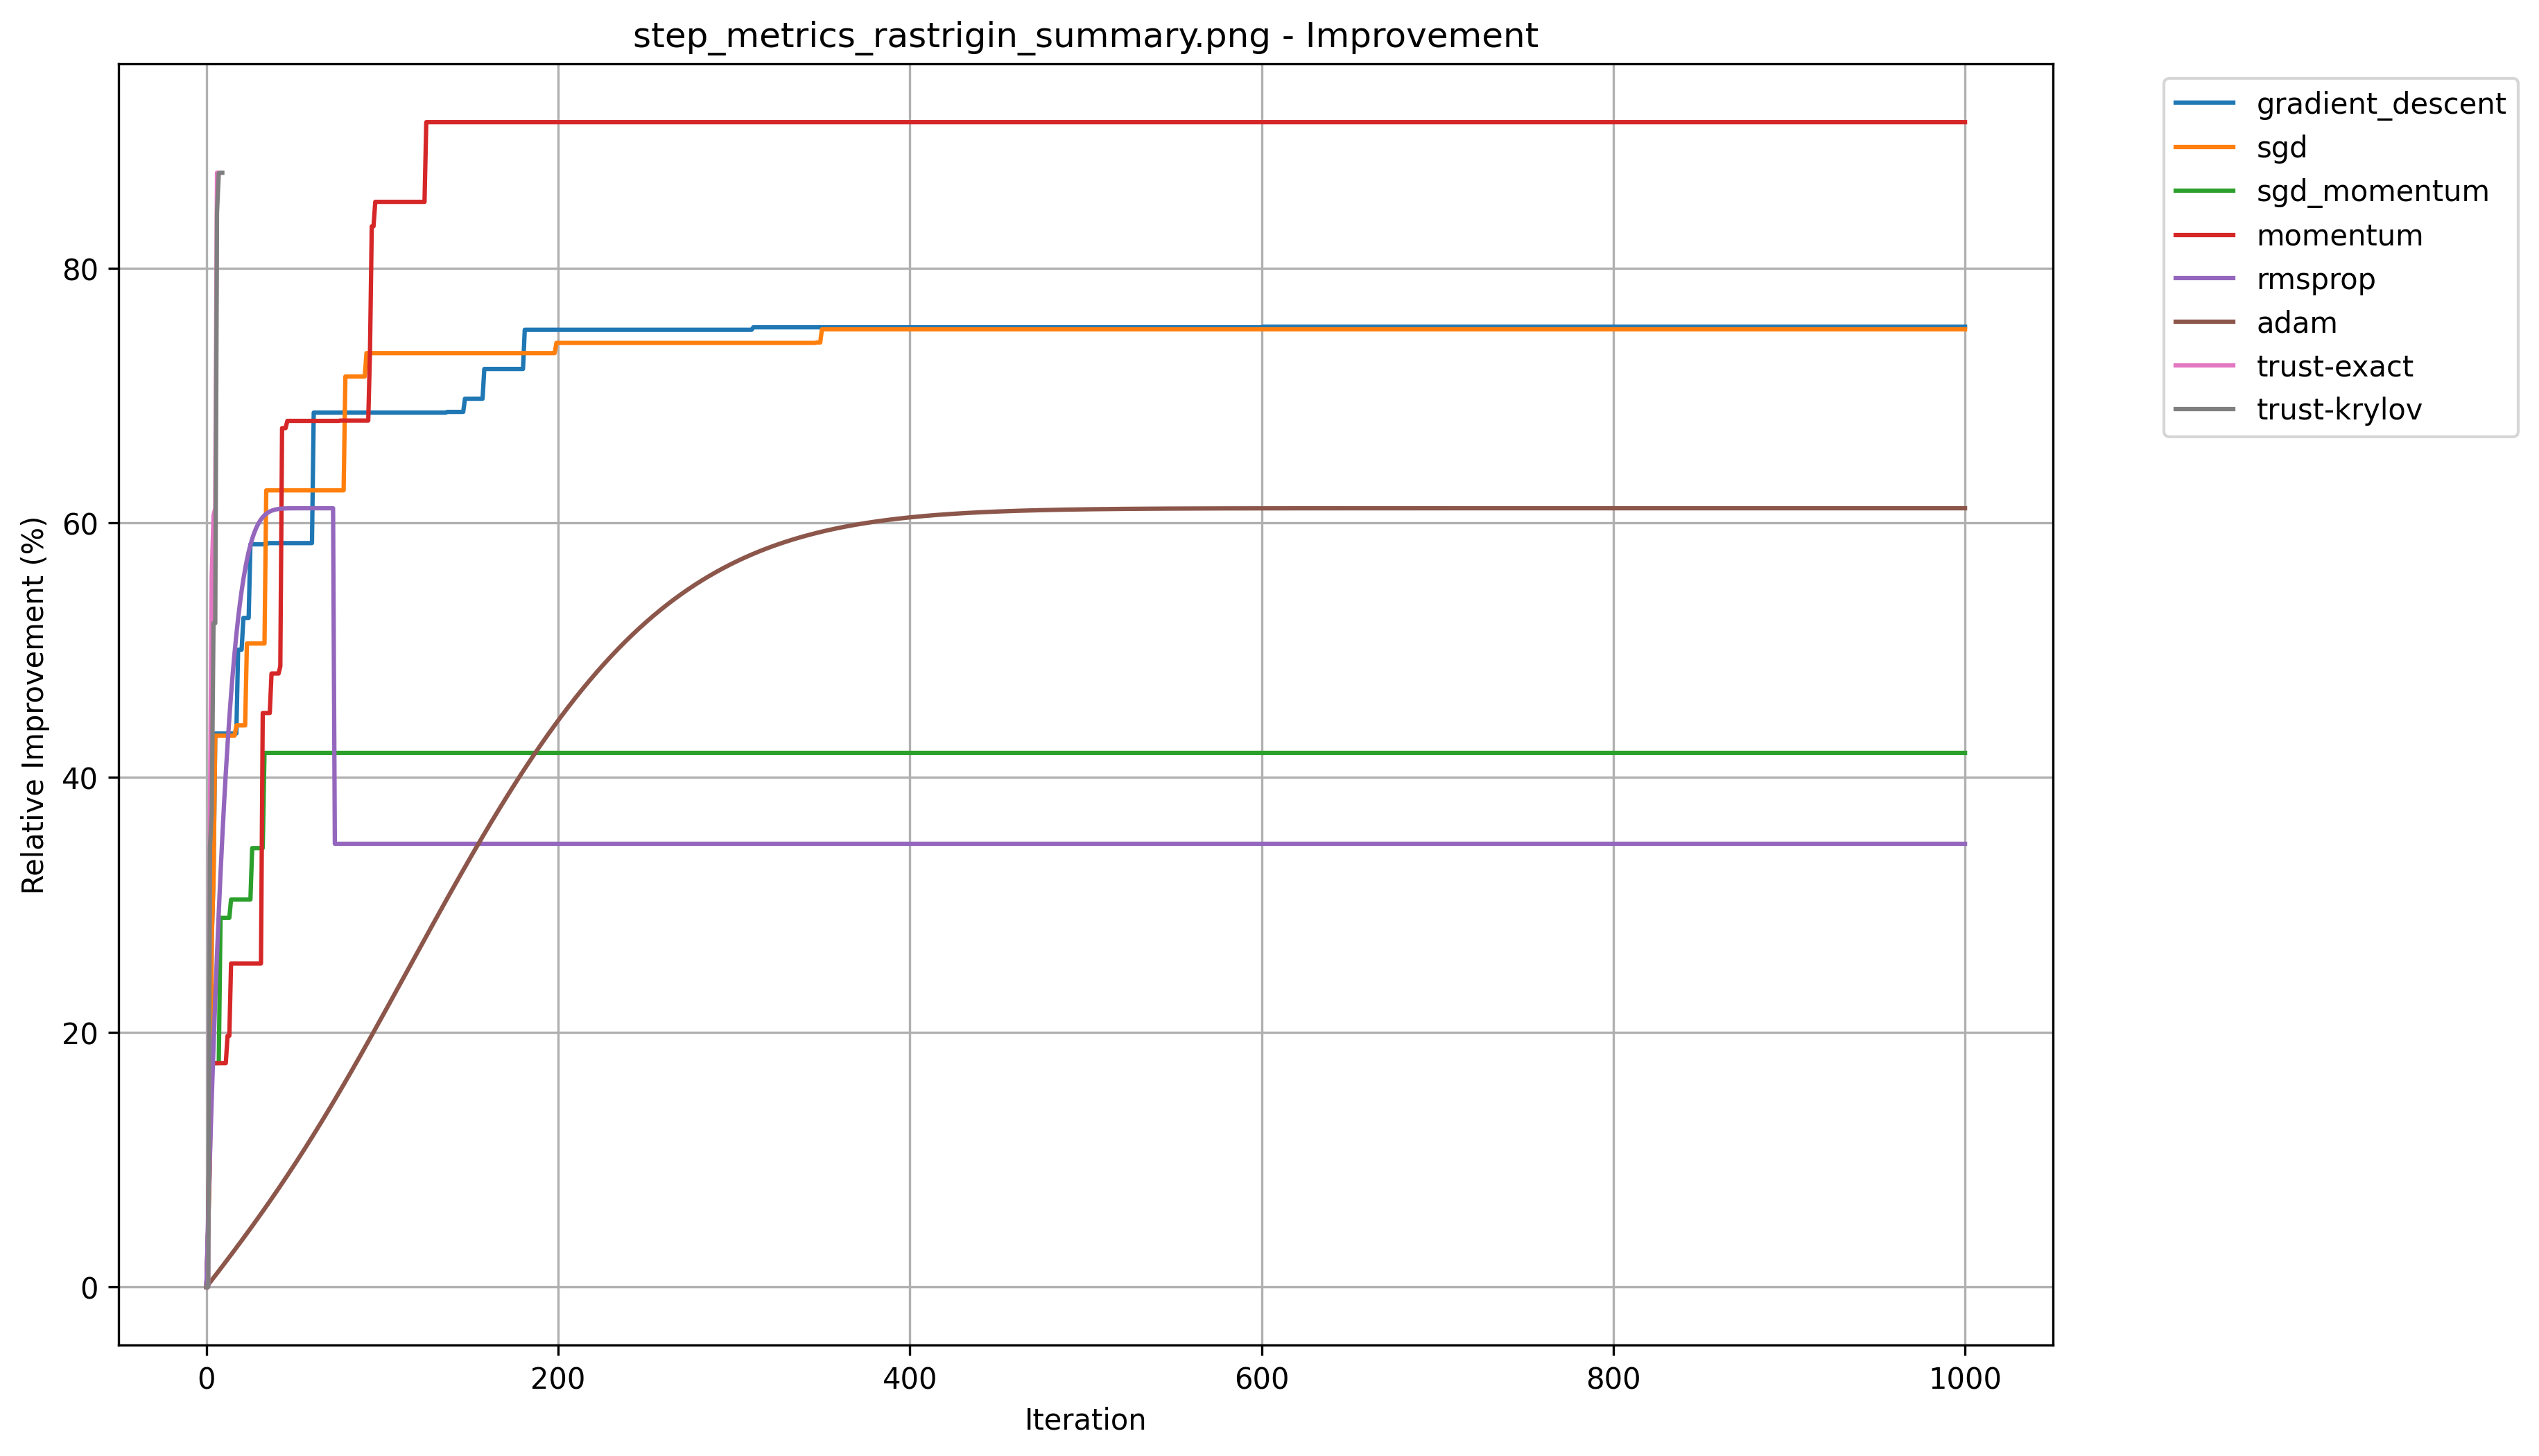 step_metrics_rastrigin_summary.png - Improvement
Relative Improvement (%)
80
60
40
20
0
0 200 400 600 800 1000
Iteration
gradient_descent
sgd
sgd_momentum
momentum
rmsprop
adam
trust-exact
trust-krylov